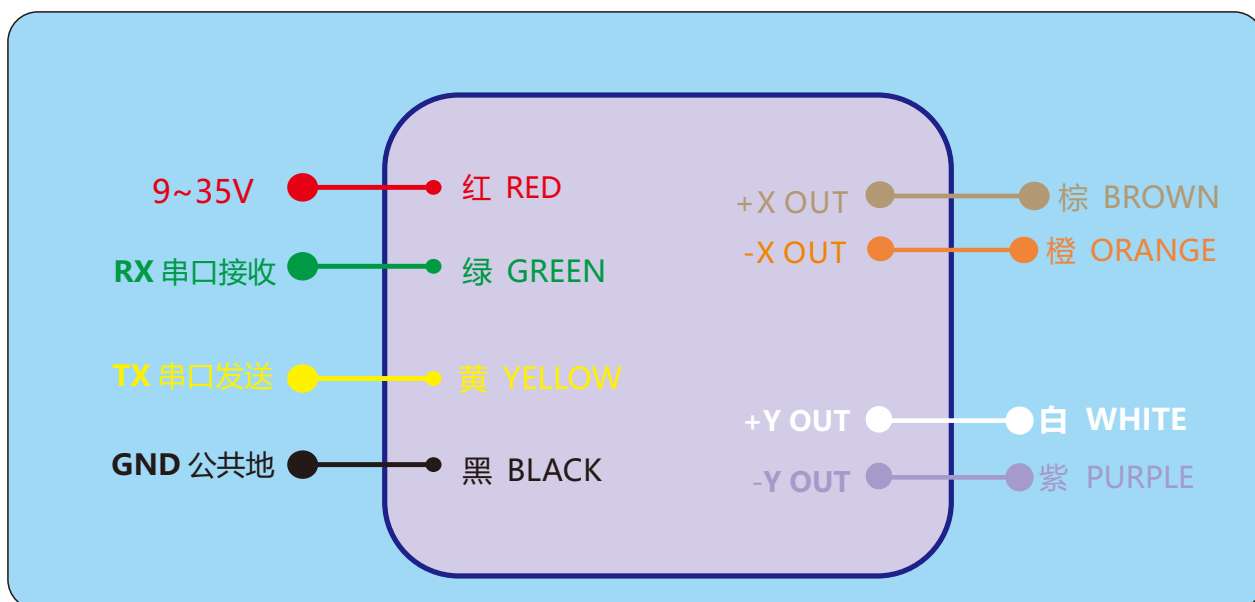 9~35V
红 RED
RX 串口接收
绿 GREEN
TX 串口发送
黄 YELLOW
GND 公共地
黑 BLACK
+X OUT
棕 BROWN
-X OUT
橙 ORANGE
+Y OUT
白 WHITE
-Y OUT
紫 PURPLE